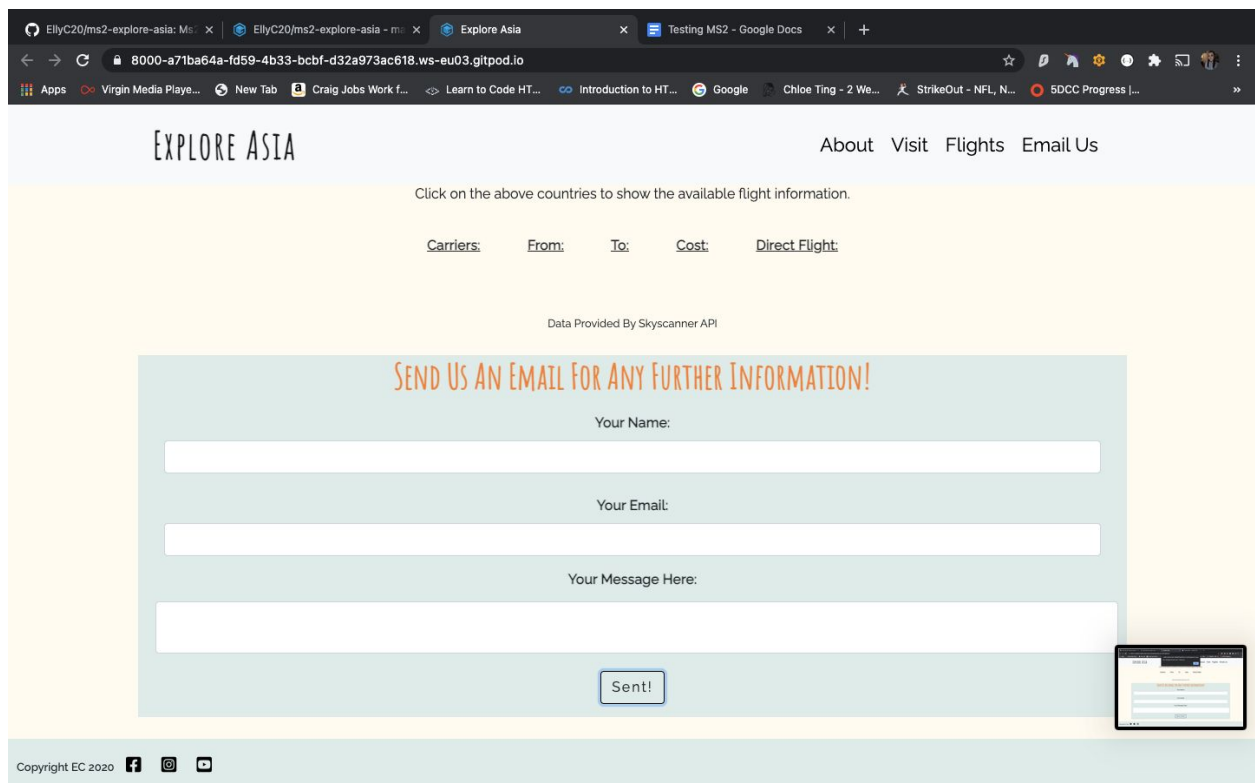 EllyC20/ms2-explore-asia: Ms2 EllyC20/ms2-explore-asia - ma Explore Asia Testing MS2 - Google Docs
8000-a71ba64a-fd59-4b33-bcbf-d32a973ac618.ws-eu03.gitpod.io
Apps Virgin Media Playe... New Tab Craig Jobs Work f... Learn to Code HT... Introduction to HT... Google Chloe Ting - 2 We... StrikeOut - NFL, N... 5DCC Progress |... »
Explore Asia About Visit Flights Email Us
Click on the above countries to show the available flight information.
Carriers: From: To: Cost: Direct Flight:
Data Provided By Skyscanner API
Send Us An Email For Any Further Information!
Your Name:
Your Email:
Your Message Here:
Sent!
Copyright EC 2020